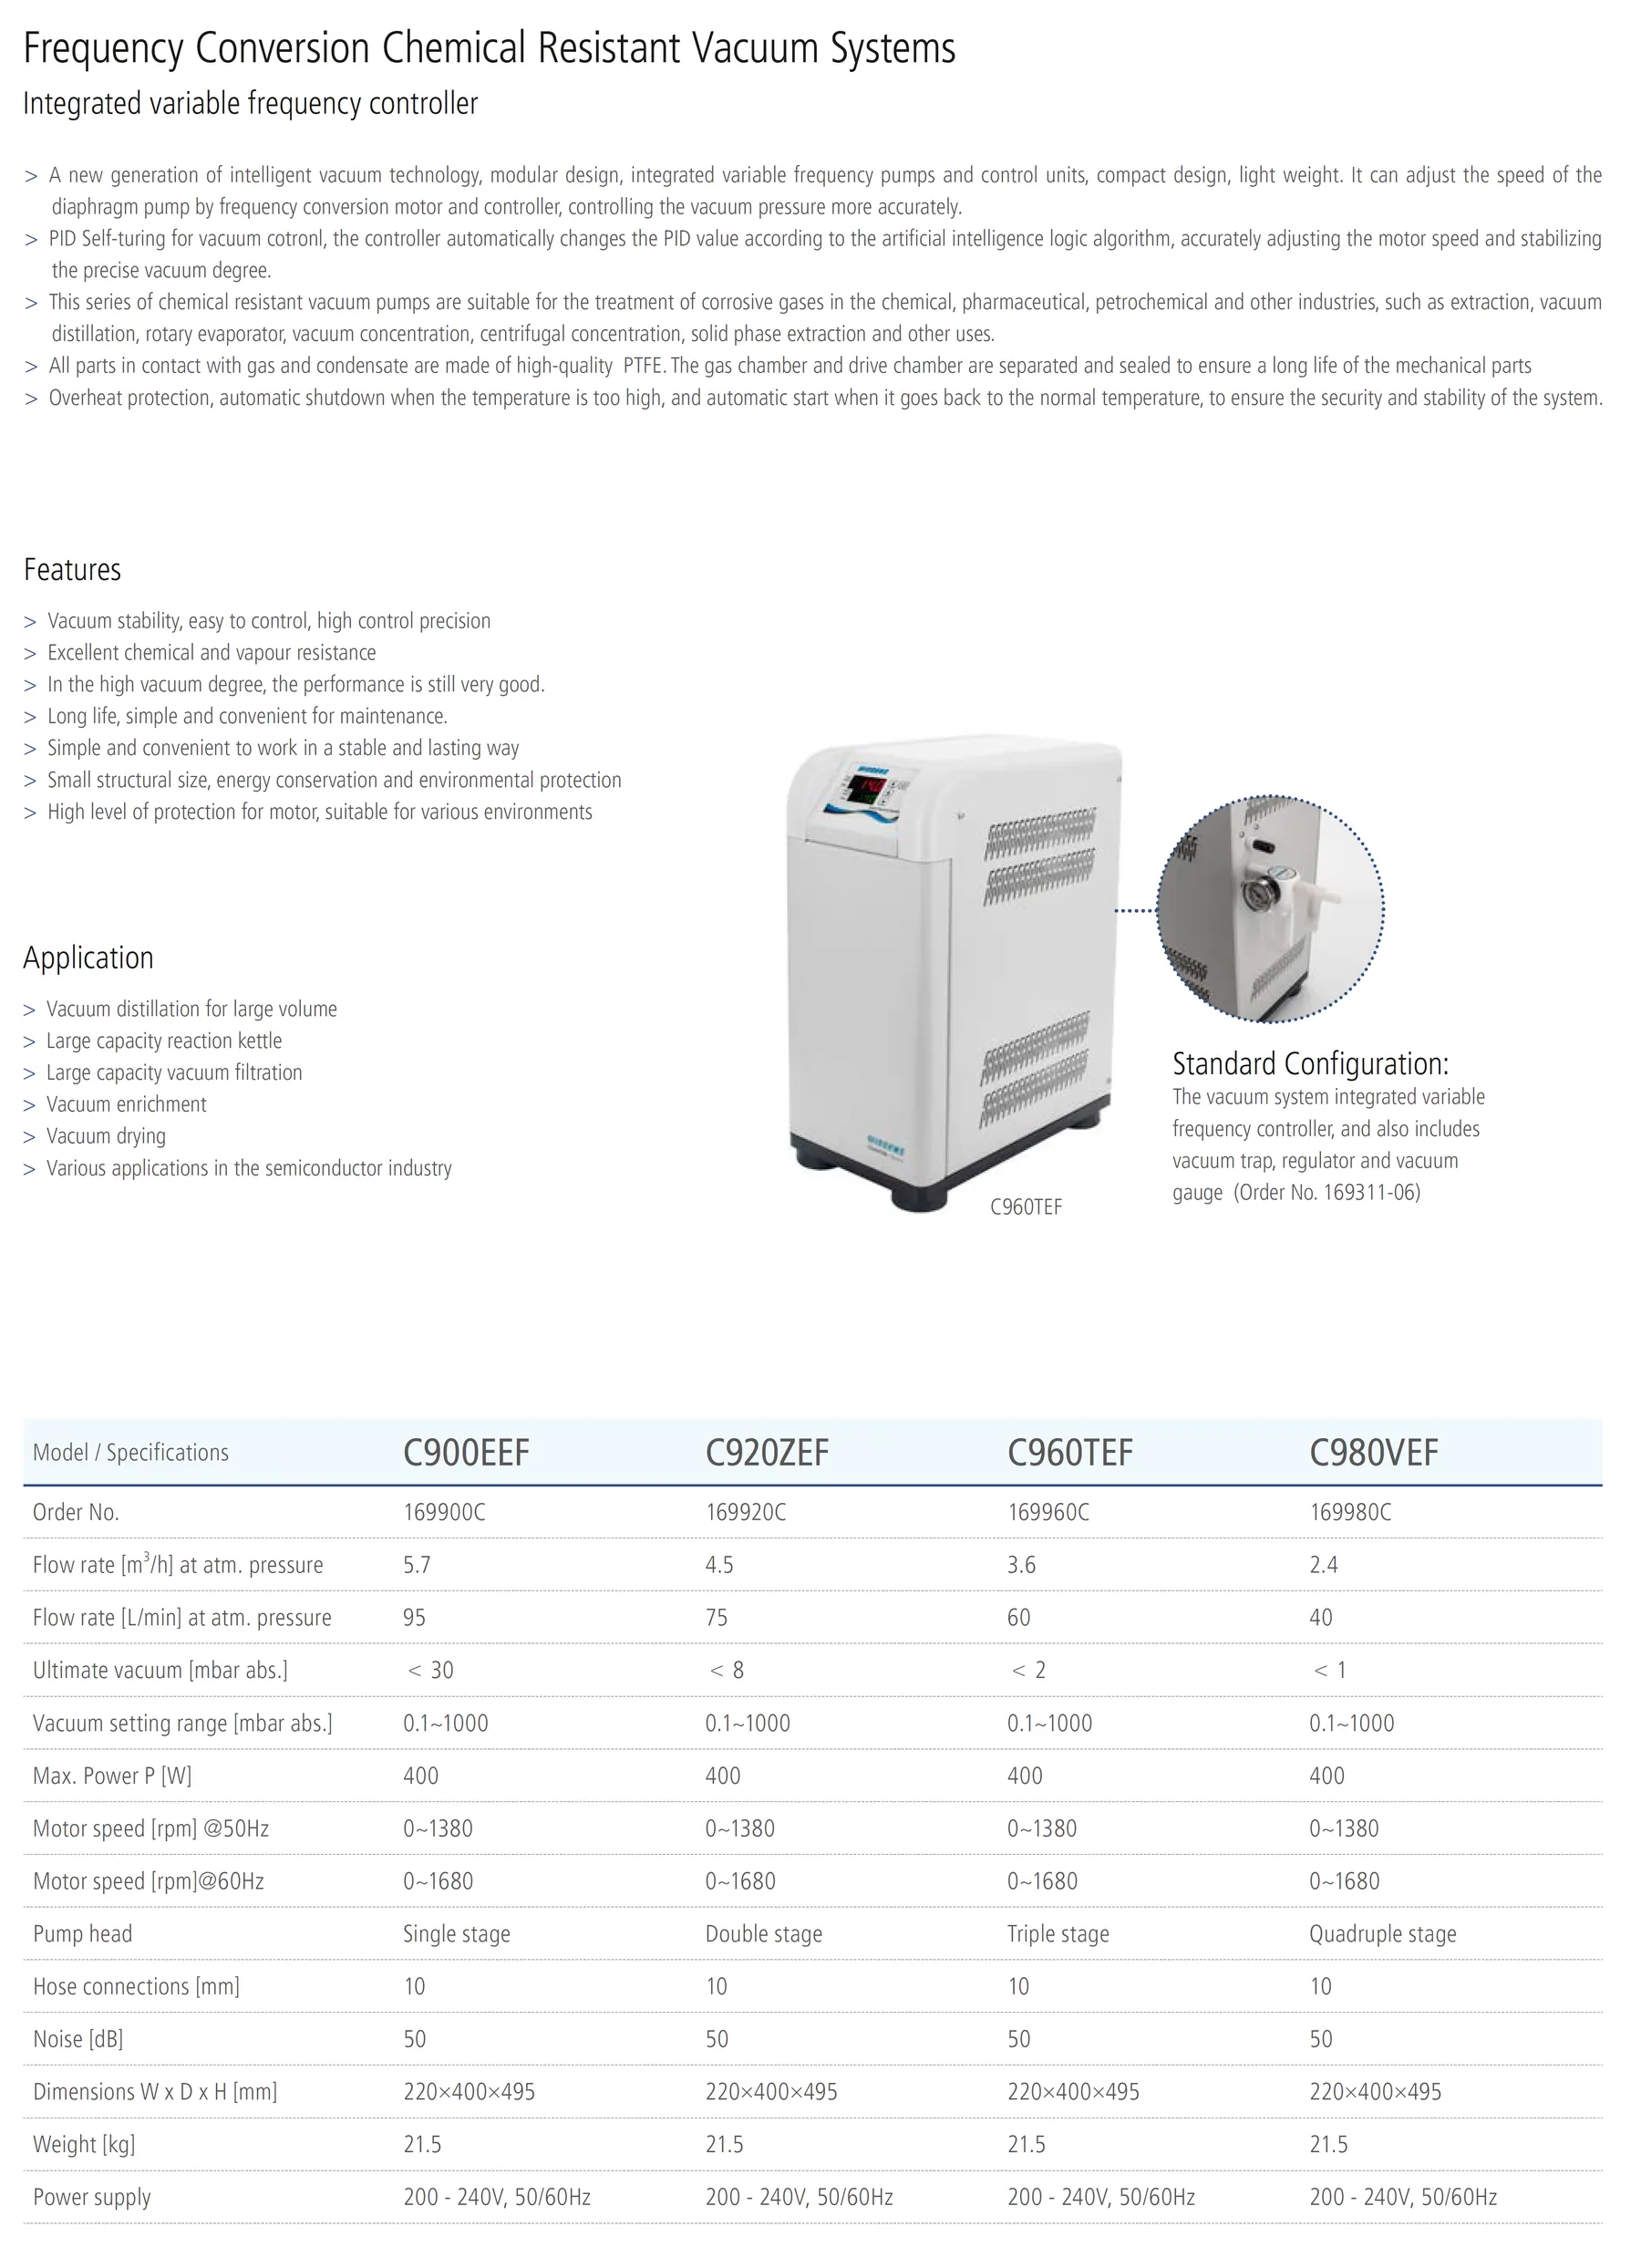 Frequency Conversion Chemical Resistant Vacuum Systems
Integrated variable frequency controller
> A new generation of intelligent vacuum technology, modular design, integrated variable frequency pumps and control units, compact design, light weight. It can adjust the speed of the
diaphragm pump by frequency conversion motor and controller, controlling the vacuum pressure more accurately.
> PID Self-turing for vacuum cotronl, the controller automatically changes the PID value according to the artificial intelligence logic algorithm, accurately adjusting the motor speed and stabilizing
the precise vacuum degree.
> This series of chemical resistant vacuum pumps are suitable for the treatment of corrosive gases in the chemical, pharmaceutical, petrochemical and other industries, such as extraction, vacuum
distillation, rotary evaporator, vacuum concentration, centrifugal concentration, solid phase extraction and other uses.
> All parts in contact with gas and condensate are made of high-quality PTFE. The gas chamber and drive chamber are separated and sealed to ensure a long life of the mechanical parts
> Overheat protection, automatic shutdown when the temperature is too high, and automatic start when it goes back to the normal temperature, to ensure the security and stability of the system.
Features
> Vacuum stability, easy to control, high control precision
> Excellent chemical and vapour resistance
> In the high vacuum degree, the performance is still very good.
> Long life, simple and convenient for maintenance.
> Simple and convenient to work in a stable and lasting way
> Small structural size, energy conservation and environmental protection
> High level of protection for motor, suitable for various environments
Application
> Vacuum distillation for large volume
> Large capacity reaction kettle
> Large capacity vacuum filtration
> Vacuum enrichment
> Vacuum drying
> Various applications in the semiconductor industry
WIGGENS
WIGGENS
C960TEF
Standard Configuration:
The vacuum system integrated variable
frequency controller, and also includes
vacuum trap, regulator and vacuum
gauge (Order No. 169311-06)
Model / Specifications C900EEF C920ZEF C960TEF C980VEF
Order No. 169900C 169920C 169960C 169980C
Flow rate [m³/h] at atm. pressure 5.7 4.5 3.6 2.4
Flow rate [L/min] at atm. pressure 95 75 60 40
Ultimate vacuum [mbar abs.] < 30 < 8 < 2 < 1
Vacuum setting range [mbar abs.] 0.1~1000 0.1~1000 0.1~1000 0.1~1000
Max. Power P [W] 400 400 400 400
Motor speed [rpm] @50Hz 0~1380 0~1380 0~1380 0~1380
Motor speed [rpm]@60Hz 0~1680 0~1680 0~1680 0~1680
Pump head Single stage Double stage Triple stage Quadruple stage
Hose connections [mm] 10 10 10 10
Noise [dB] 50 50 50 50
Dimensions W x D x H [mm] 220×400×495 220×400×495 220×400×495 220×400×495
Weight [kg] 21.5 21.5 21.5 21.5
Power supply 200 - 240V, 50/60Hz 200 - 240V, 50/60Hz 200 - 240V, 50/60Hz 200 - 240V, 50/60Hz